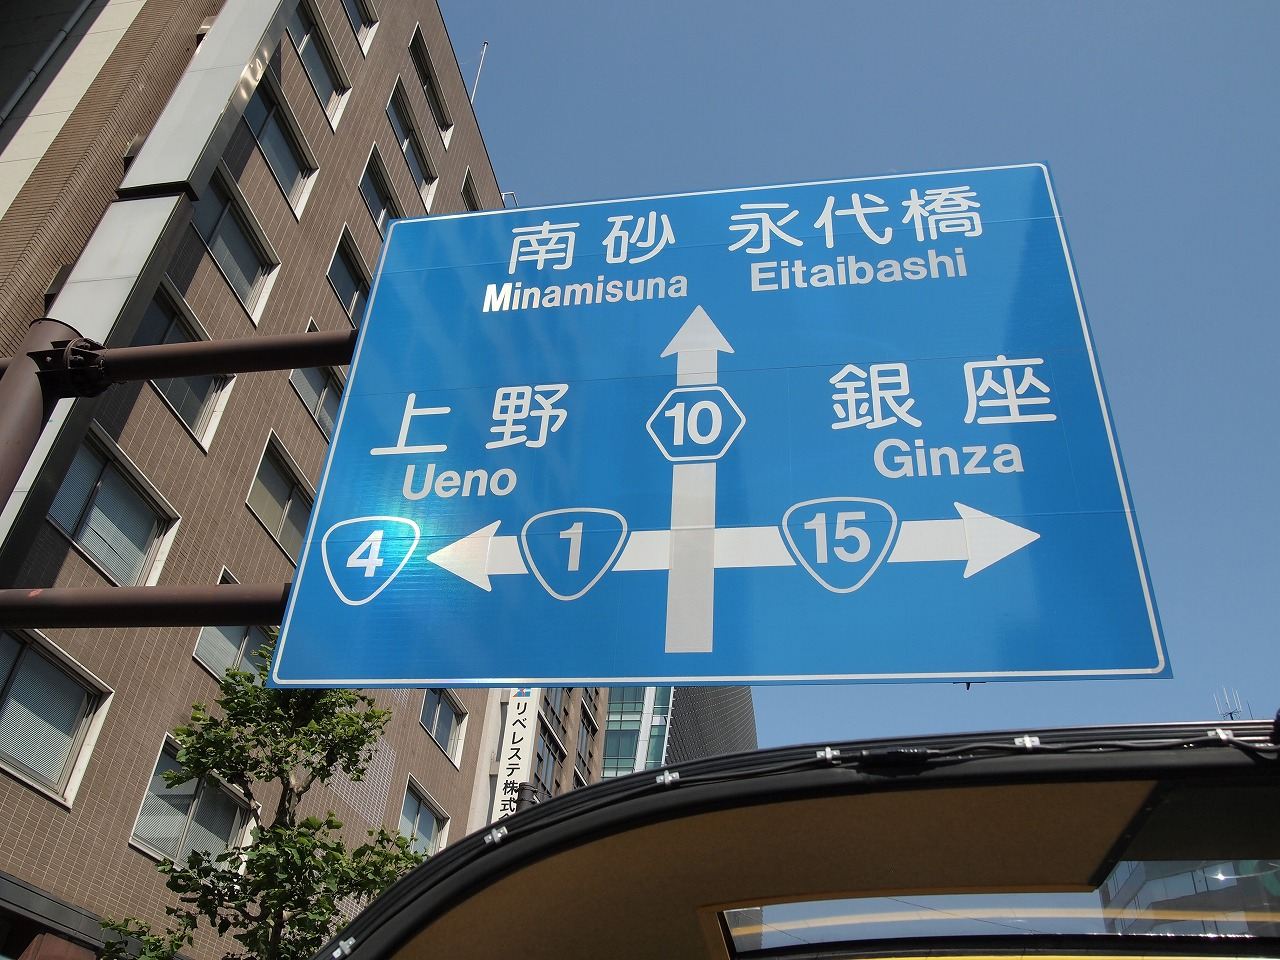 南砂 永代橋
Minamisuna Eitaibashi
10
上野 銀座
Ueno Ginza
4 1 15
リベレステ株式